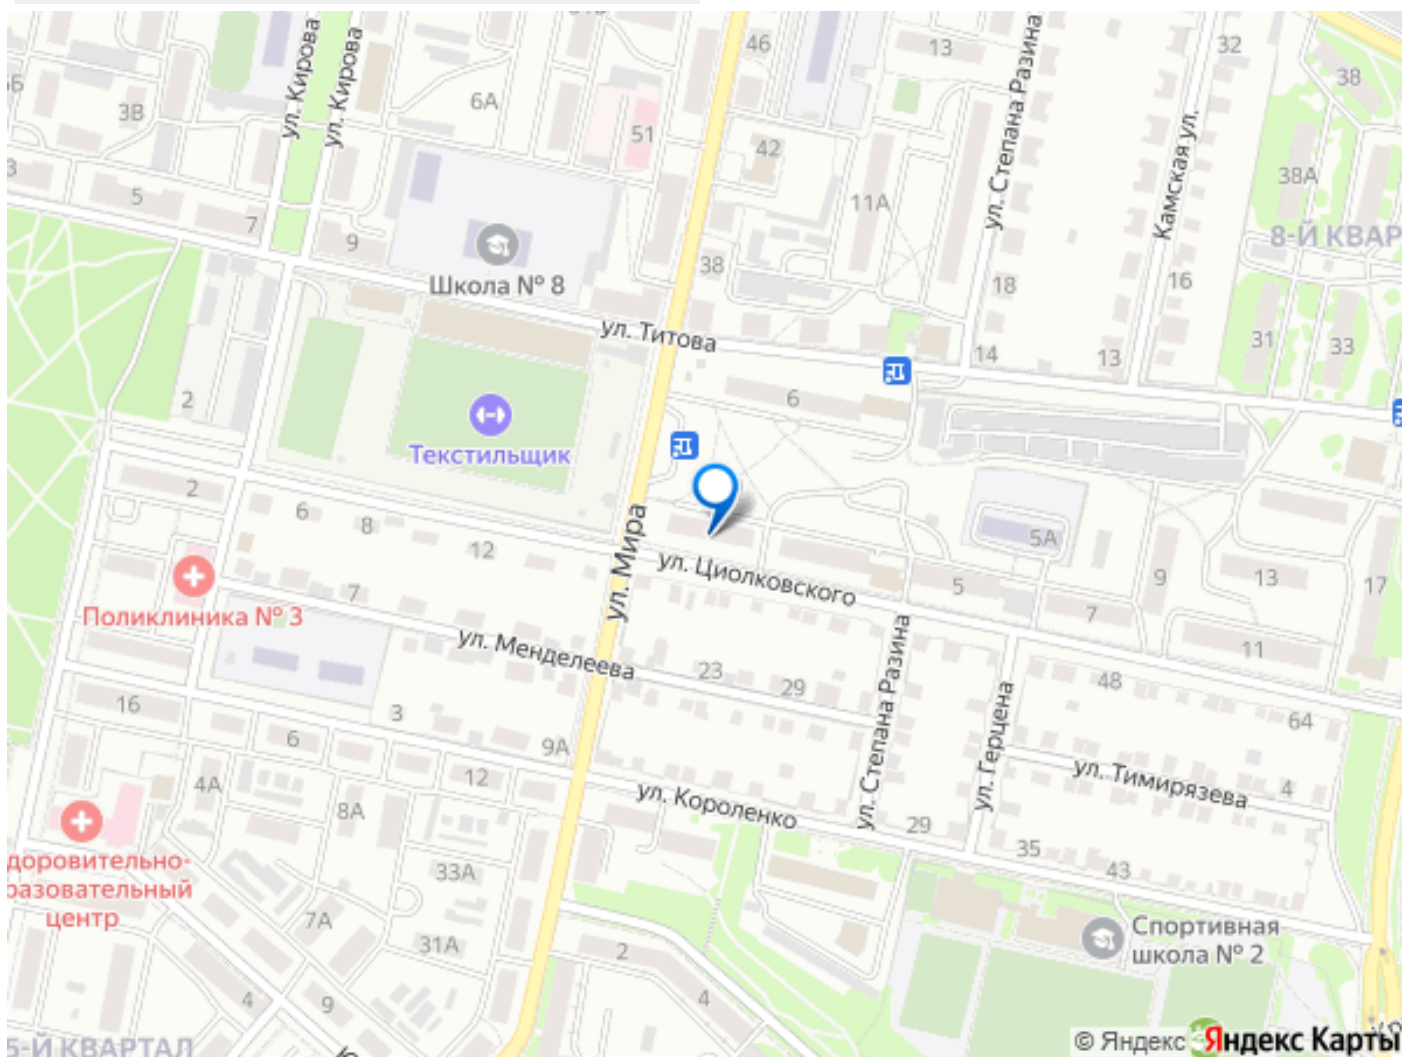 ул. Кирова
ул. Кирова
46
13
ул. Степана Разина
32
38
3В
6А
51
42
Камская ул.
38А
5
7
9
11А
8-Й КВАР
Школа № 8
38
18
16
ул. Титова
14
13
31
33
2
6
Текстильщик
2
6
8
12
ул. Мира
ул. Циолковского
5А
5
7
9
13
17
11
Поликлиника № 3
7
ул. Менделеева
23
29
ул. Степана Разина
ул. Герцена
48
64
16
6
3
9А
12
4А
8А
ул. Короленко
ул. Тимирязева
4
29
35
43
доровительно-
разовательный
центр
33А
7А
31А
2
4
9
4
Спортивная
школа № 2
5-Й КВАРТАЛ
© Яндекс
Яндекс Карты